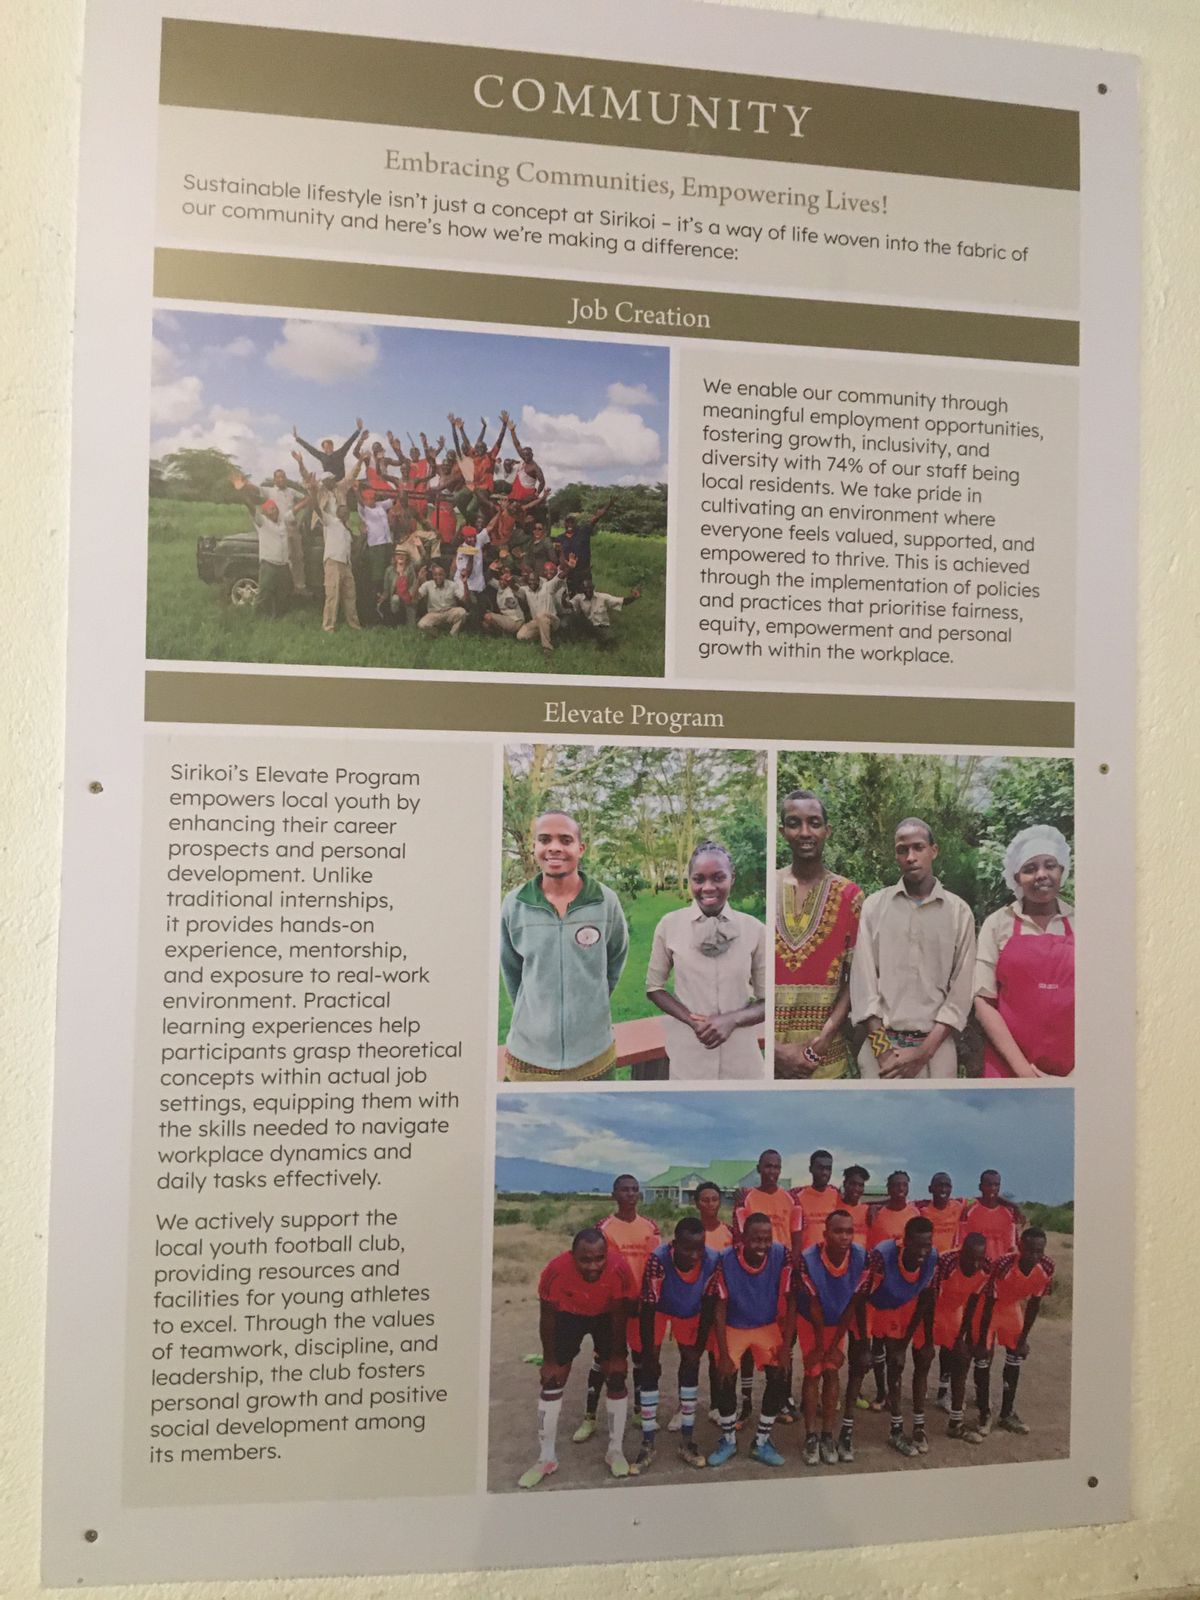 COMMUNITY
Embracing Communities, Empowering Lives!
Sustainable lifestyle isn't just a concept at Sirikoi – it's a way of life woven into the fabric of
our community and here's how we're making a difference:
Job Creation
We enable our community through
meaningful employment opportunities,
fostering growth, inclusivity, and
diversity with 74% of our staff being
local residents. We take pride in
cultivating an environment where
everyone feels valued, supported, and
empowered to thrive. This is achieved
through the implementation of policies
and practices that prioritise fairness,
equity, empowerment and personal
growth within the workplace.
Elevate Program
Sirikoi's Elevate Program
empowers local youth by
enhancing their career
prospects and personal
development. Unlike
traditional internships,
it provides hands-on
experience, mentorship,
and exposure to real-work
environment. Practical
learning experiences help
participants grasp theoretical
concepts within actual job
settings, equipping them with
the skills needed to navigate
workplace dynamics and
daily tasks effectively.
We actively support the
local youth football club,
providing resources and
facilities for young athletes
to excel. Through the values
of teamwork, discipline, and
leadership, the club fosters
personal growth and positive
social development among
its members.